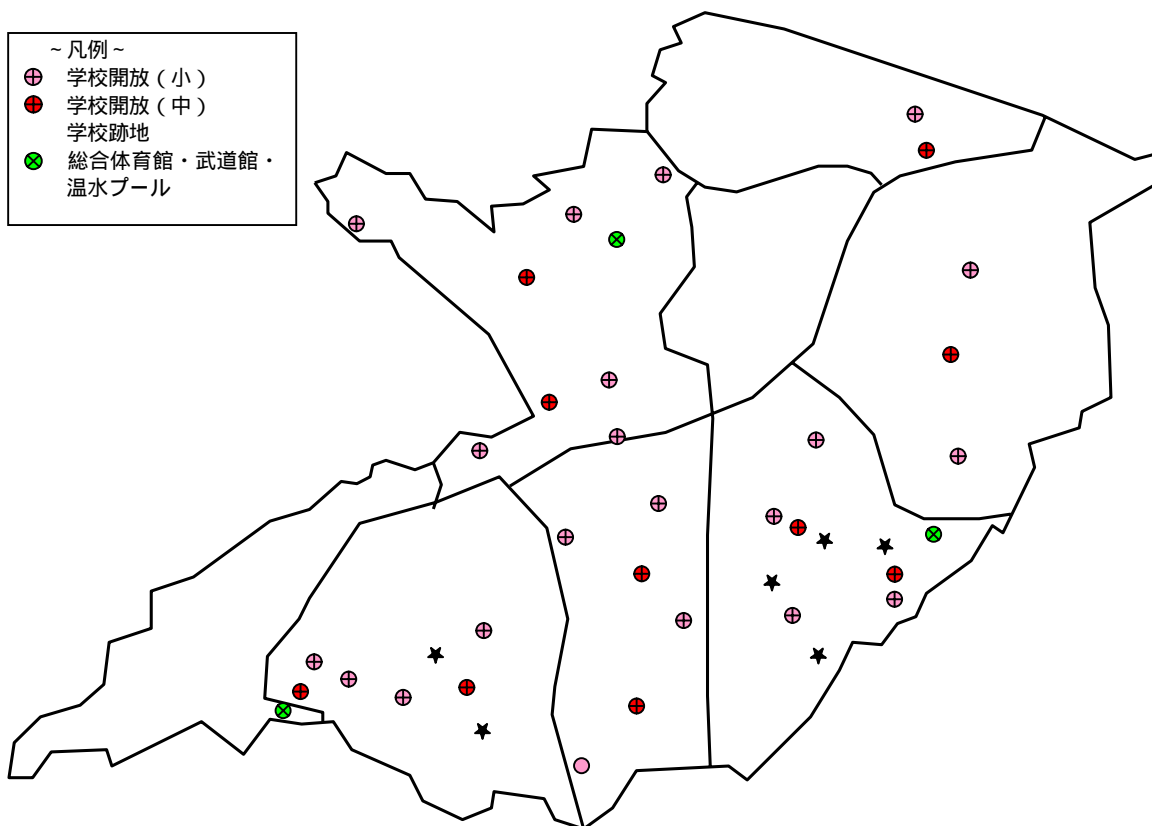 ~凡例~
学校開放(小)
学校開放(中)
学校跡地
総合体育館・武道館・
温水プール